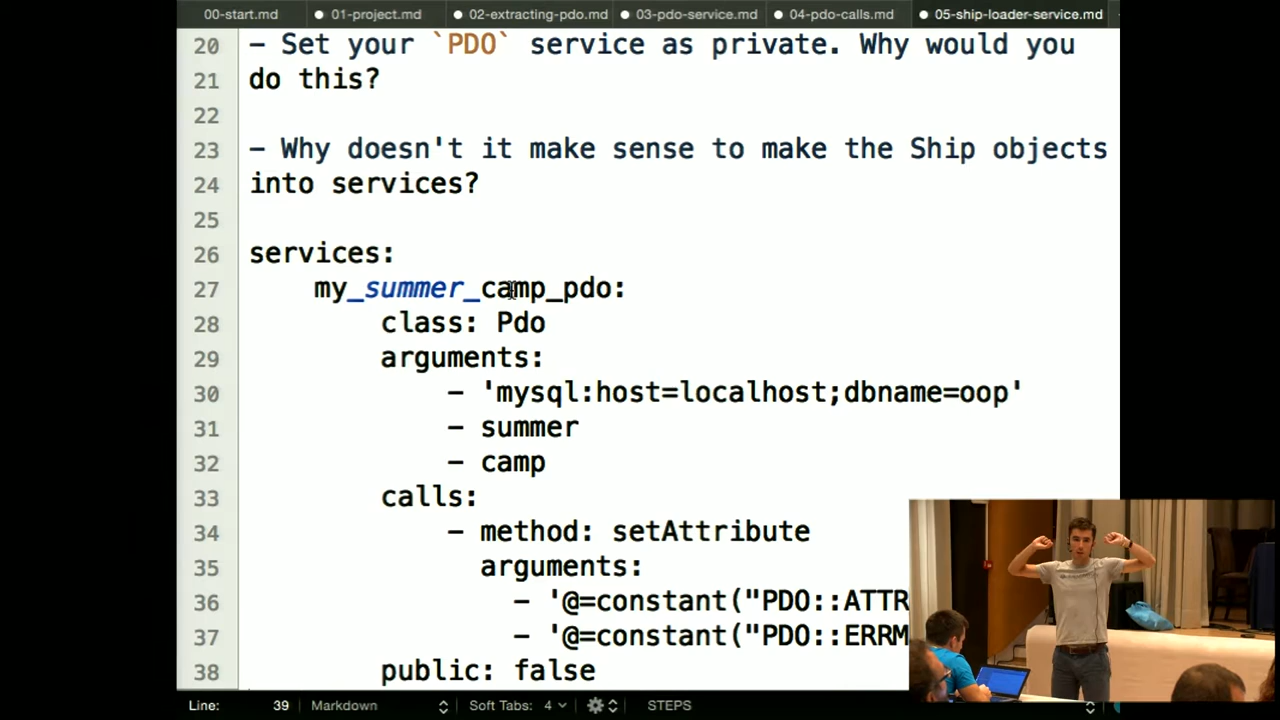 00-start.md 01-project.md 02-extracting-pdo.md 03-pdo-service.md 04-pdo-calls.md 05-ship-loader-service.md
20 - Set your `PDO` service as private. Why would you
21 do this?
22
23 - Why doesn't it make sense to make the Ship objects
24 into services?
25
26 services:
27 my_summer_camp_pdo:
28 class: Pdo
29 arguments:
30 - 'mysql:host=localhost;dbname=oop'
31 - summer
32 - camp
33 calls:
34 - method: setAttribute
35 arguments:
36 - '@=constant("PDO::ATTR
37 - '@=constant("PDO::ERRM
38 public: false
Line: 39 Markdown Soft Tabs: 4 STEPS